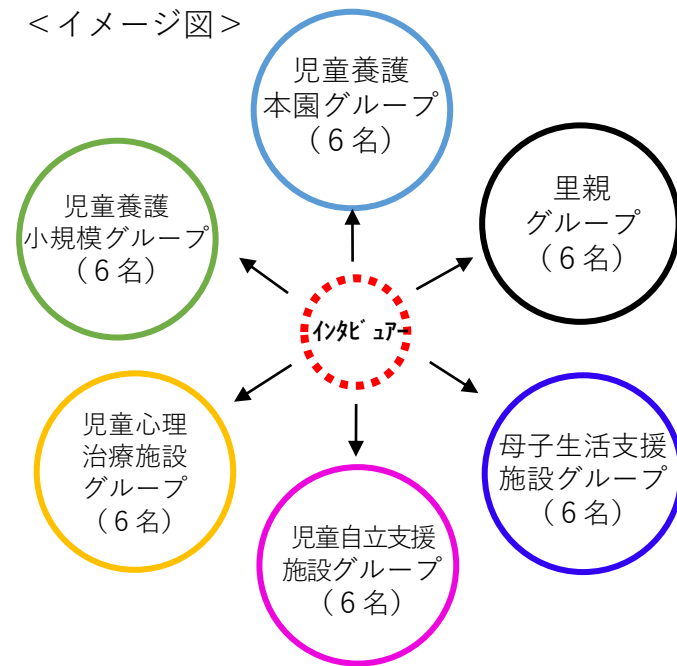 ＜イメージ図＞
児童養護
本園グループ
（６名）
里親
グループ
（６名）
児童養護
小規模グループ
（６名）
ｲﾝﾀﾋﾞｭｱｰ
児童心理
治療施設
グループ
（６名）
母子生活支援
施設グループ
（６名）
児童自立支援
施設グループ
（６名）